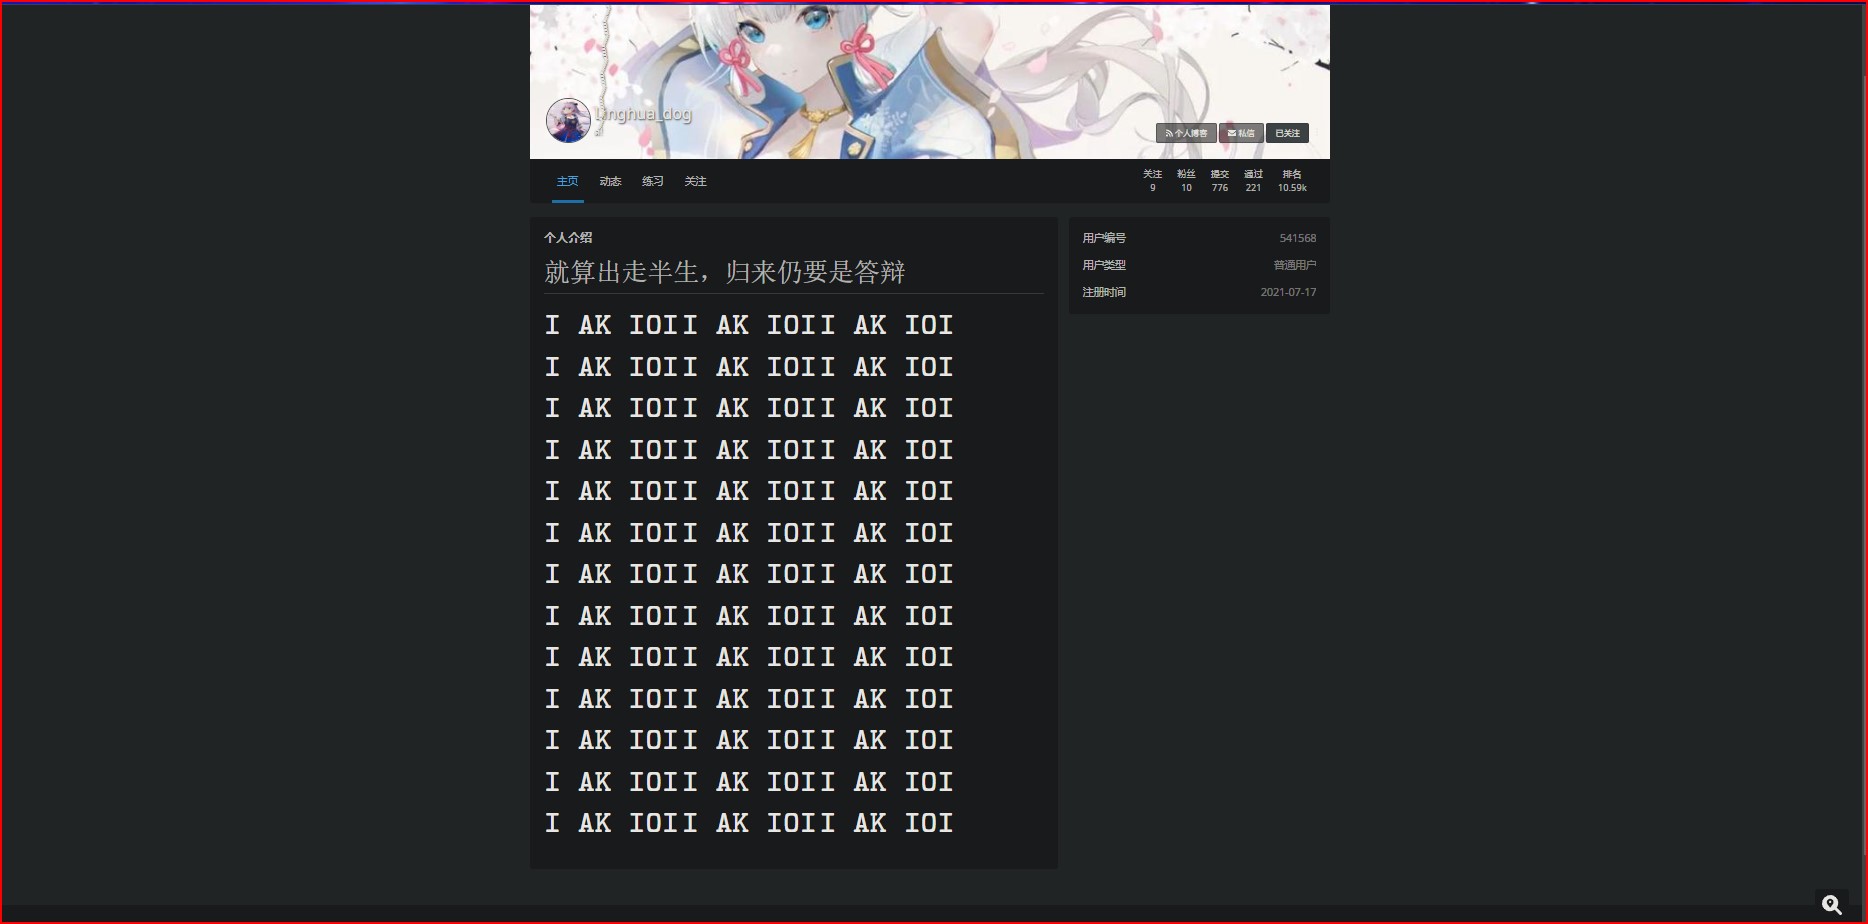 linghua_dog
个人博客 私信 已关注
主页 动态 练习 关注
关注 粉丝 提交 通过 排名
9 10 776 221 10.59k
个人介绍
就算出走半生，归来仍要是答辩
I AK IOII AK IOII AK IOI
I AK IOII AK IOII AK IOI
I AK IOII AK IOII AK IOI
I AK IOII AK IOII AK IOI
I AK IOII AK IOII AK IOI
I AK IOII AK IOII AK IOI
I AK IOII AK IOII AK IOI
I AK IOII AK IOII AK IOI
I AK IOII AK IOII AK IOI
I AK IOII AK IOII AK IOI
I AK IOII AK IOII AK IOI
I AK IOII AK IOII AK IOI
I AK IOII AK IOII AK IOI
用户编号 541568
用户类型 普通用户
注册时间 2021-07-17